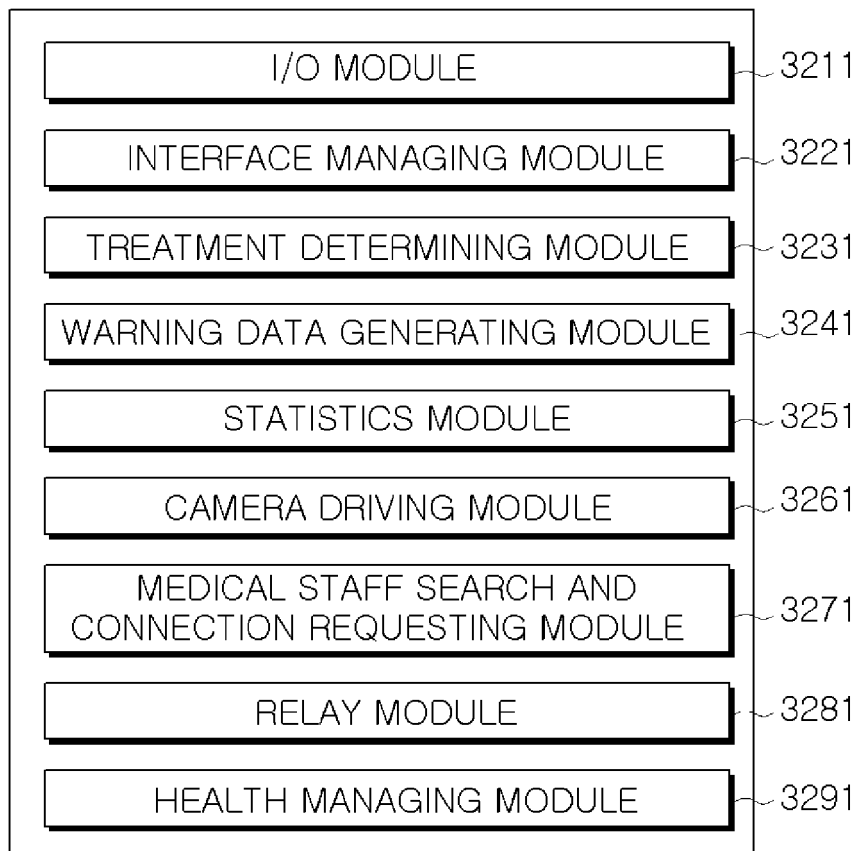 I/O MODULE 3211
INTERFACE MANAGING MODULE 3221
TREATMENT DETERMINING MODULE 3231
WARNING DATA GENERATING MODULE 3241
STATISTICS MODULE 3251
CAMERA DRIVING MODULE 3261
MEDICAL STAFF SEARCH AND
CONNECTION REQUESTING MODULE 3271
RELAY MODULE 3281
HEALTH MANAGING MODULE 3291